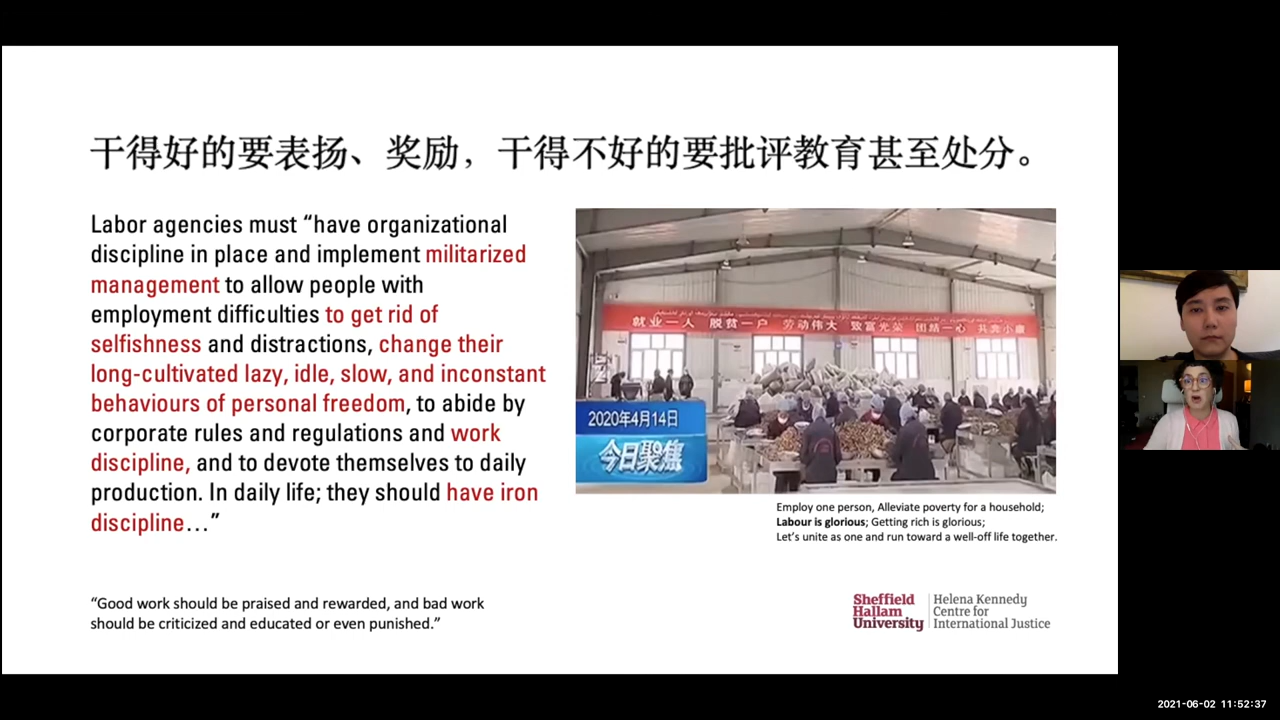 干得好的要表扬、奖励，干得不好的要批评教育甚至处分。
Labor agencies must “have organizational
discipline in place and implement militarized
management to allow people with
employment difficulties to get rid of
selfishness and distractions, change their
long-cultivated lazy, idle, slow, and inconstant
behaviours of personal freedom, to abide by
corporate rules and regulations and work
discipline, and to devote themselves to daily
production. In daily life; they should have iron
discipline…”
“Good work should be praised and rewarded, and bad work
should be criticized and educated or even punished.”
就业一人 脱贫一户 劳动伟大 致富光荣 团结一心 共奔小康
2020年4月14日
今日聚焦
Employ one person, Alleviate poverty for a household;
Labour is glorious; Getting rich is glorious;
Let’s unite as one and run toward a well-off life together.
Sheffield
Hallam
University
Helena Kennedy
Centre for
International Justice
2021-06-02 11:52:37